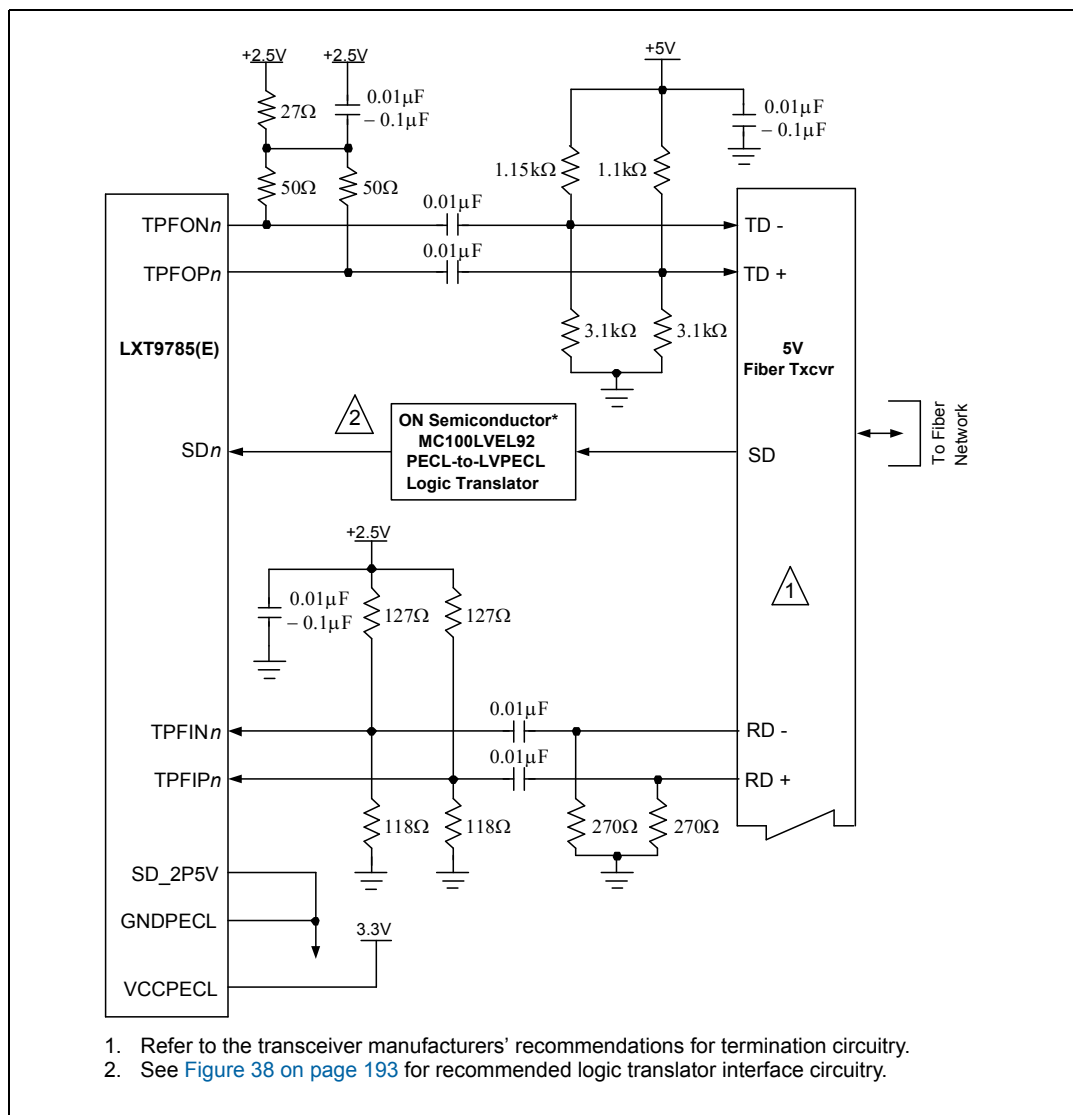 +2.5V +2.5V +5V
27Ω
0.01µF
– 0.1µF
0.01µF
– 0.1µF
50Ω 50Ω
1.15kΩ 1.1kΩ
TPFONn
0.01µF
TD -
TPFOPn
0.01µF
TD +
3.1kΩ 3.1kΩ
LXT9785(E)
5V
Fiber Txcvr
2
ON Semiconductor*
MC100LVEL92
PECL-to-LVPECL
Logic Translator
SDn
SD
To Fiber
Network
+2.5V
0.01µF
– 0.1µF
127Ω 127Ω
1
TPFINn
0.01µF
RD -
TPFIPn
0.01µF
RD +
118Ω 118Ω 270Ω 270Ω
SD_2P5V
GNDPECL
3.3V
VCCPECL
1. Refer to the transceiver manufacturers’ recommendations for termination circuitry.
2. See Figure 38 on page 193 for recommended logic translator interface circuitry.